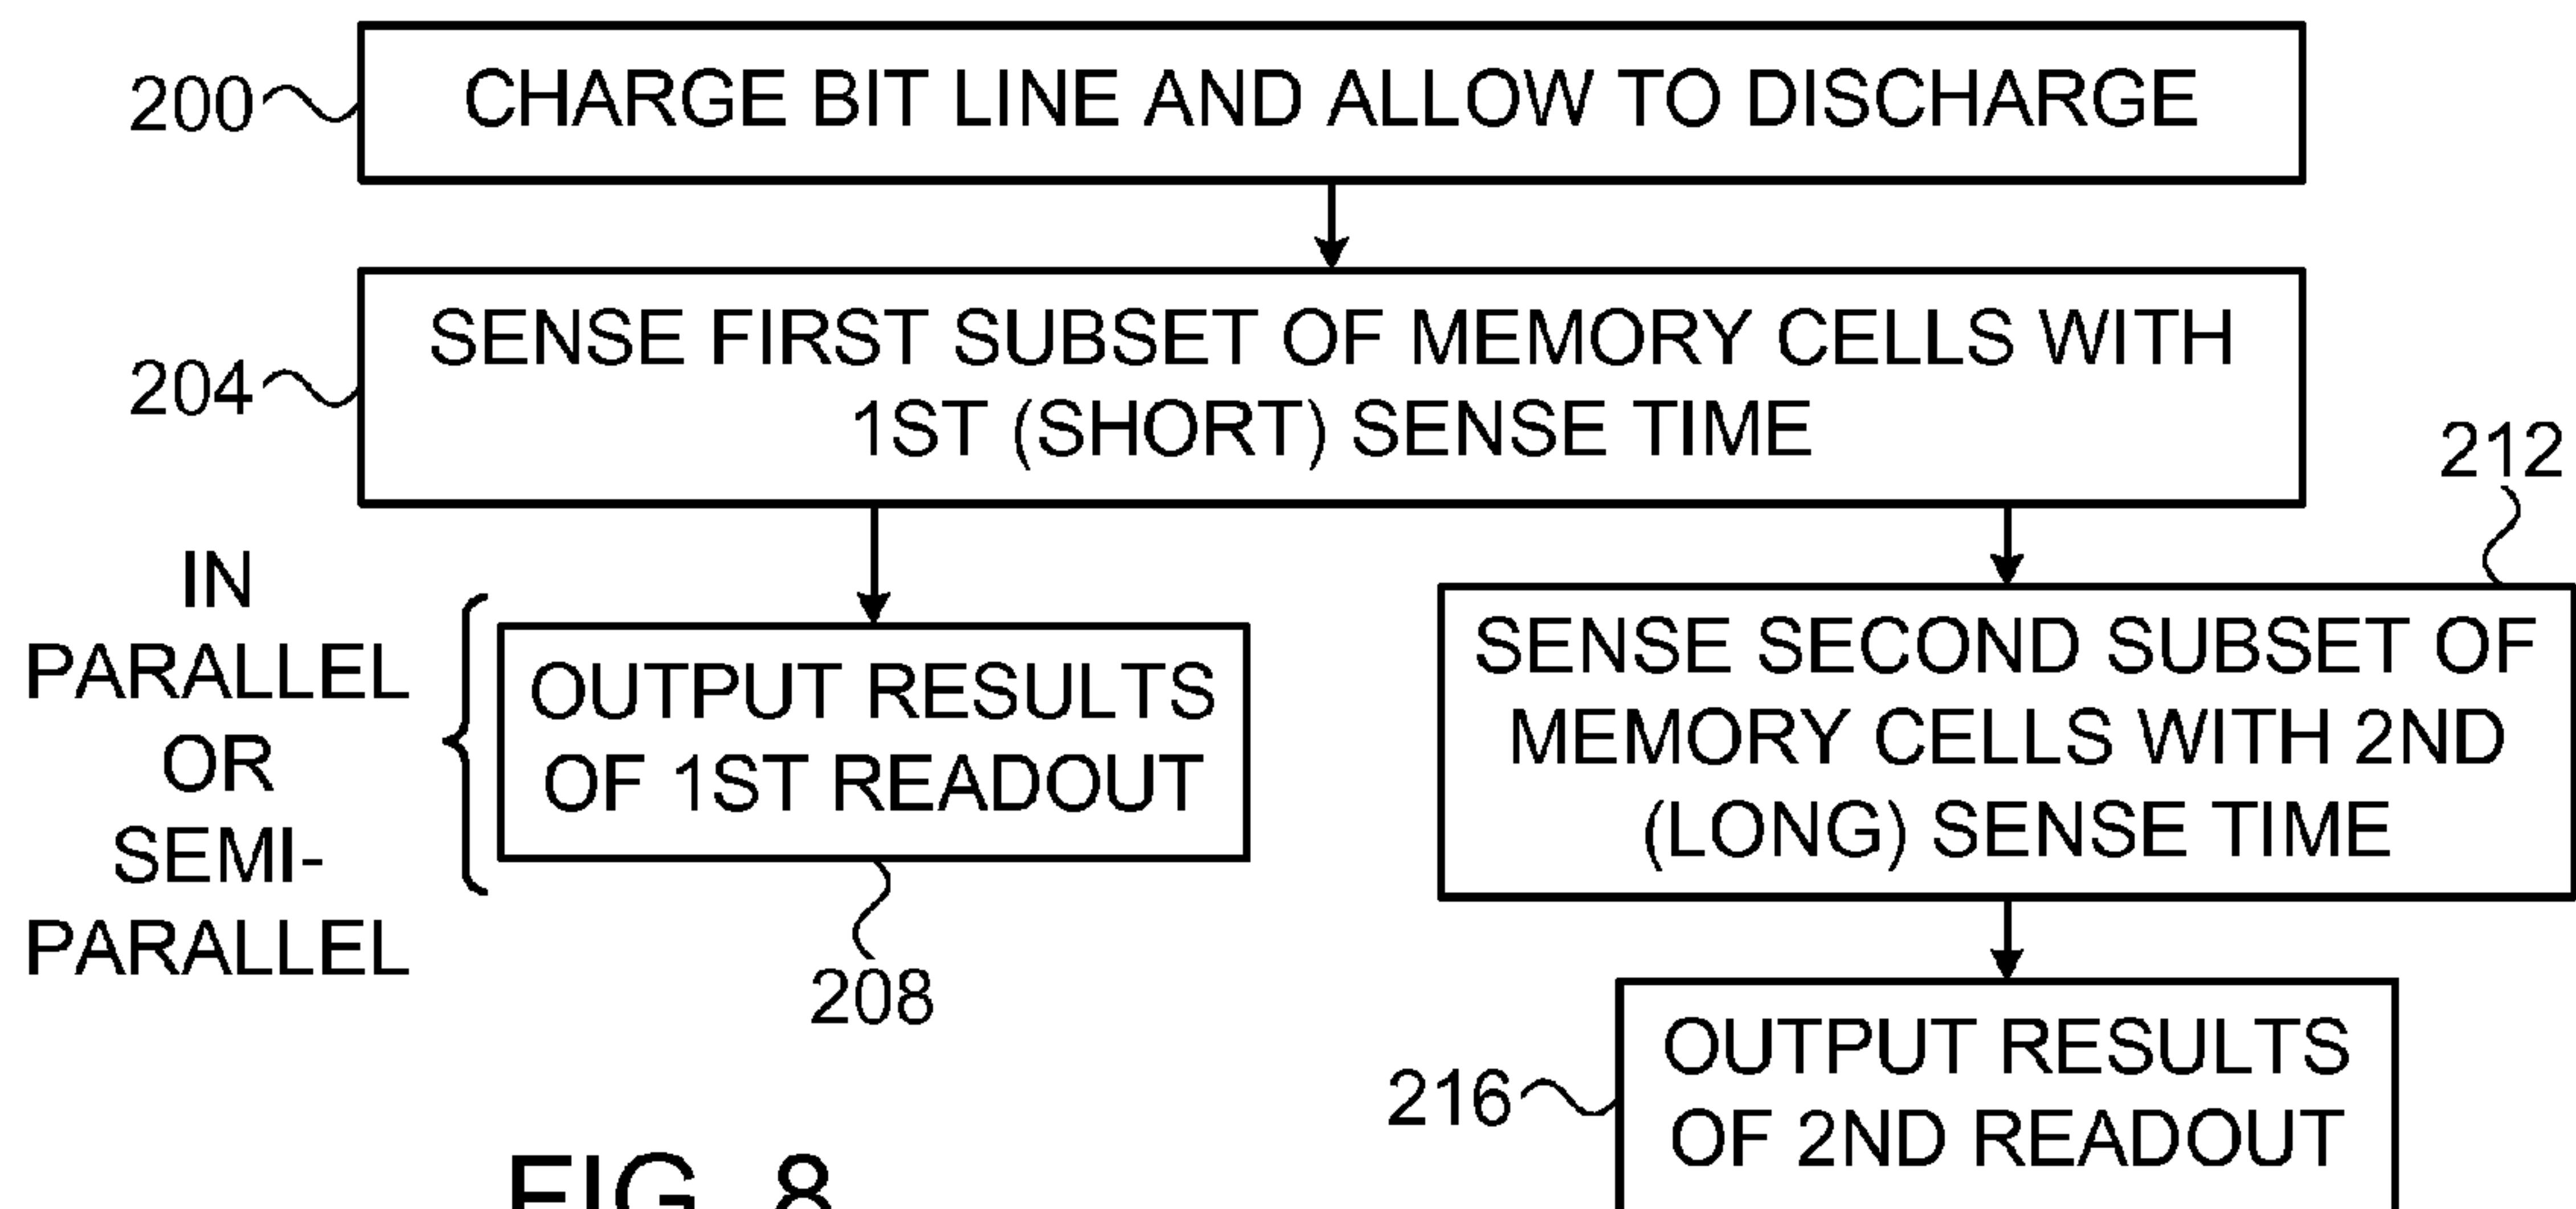 200
CHARGE BIT LINE AND ALLOW TO DISCHARGE
204
SENSE FIRST SUBSET OF MEMORY CELLS WITH
1ST (SHORT) SENSE TIME
212
IN
PARALLEL
OR
SEMI-
PARALLEL
OUTPUT RESULTS
OF 1ST READOUT
208
SENSE SECOND SUBSET OF
MEMORY CELLS WITH 2ND
(LONG) SENSE TIME
216
OUTPUT RESULTS
OF 2ND READOUT
FIG. 8